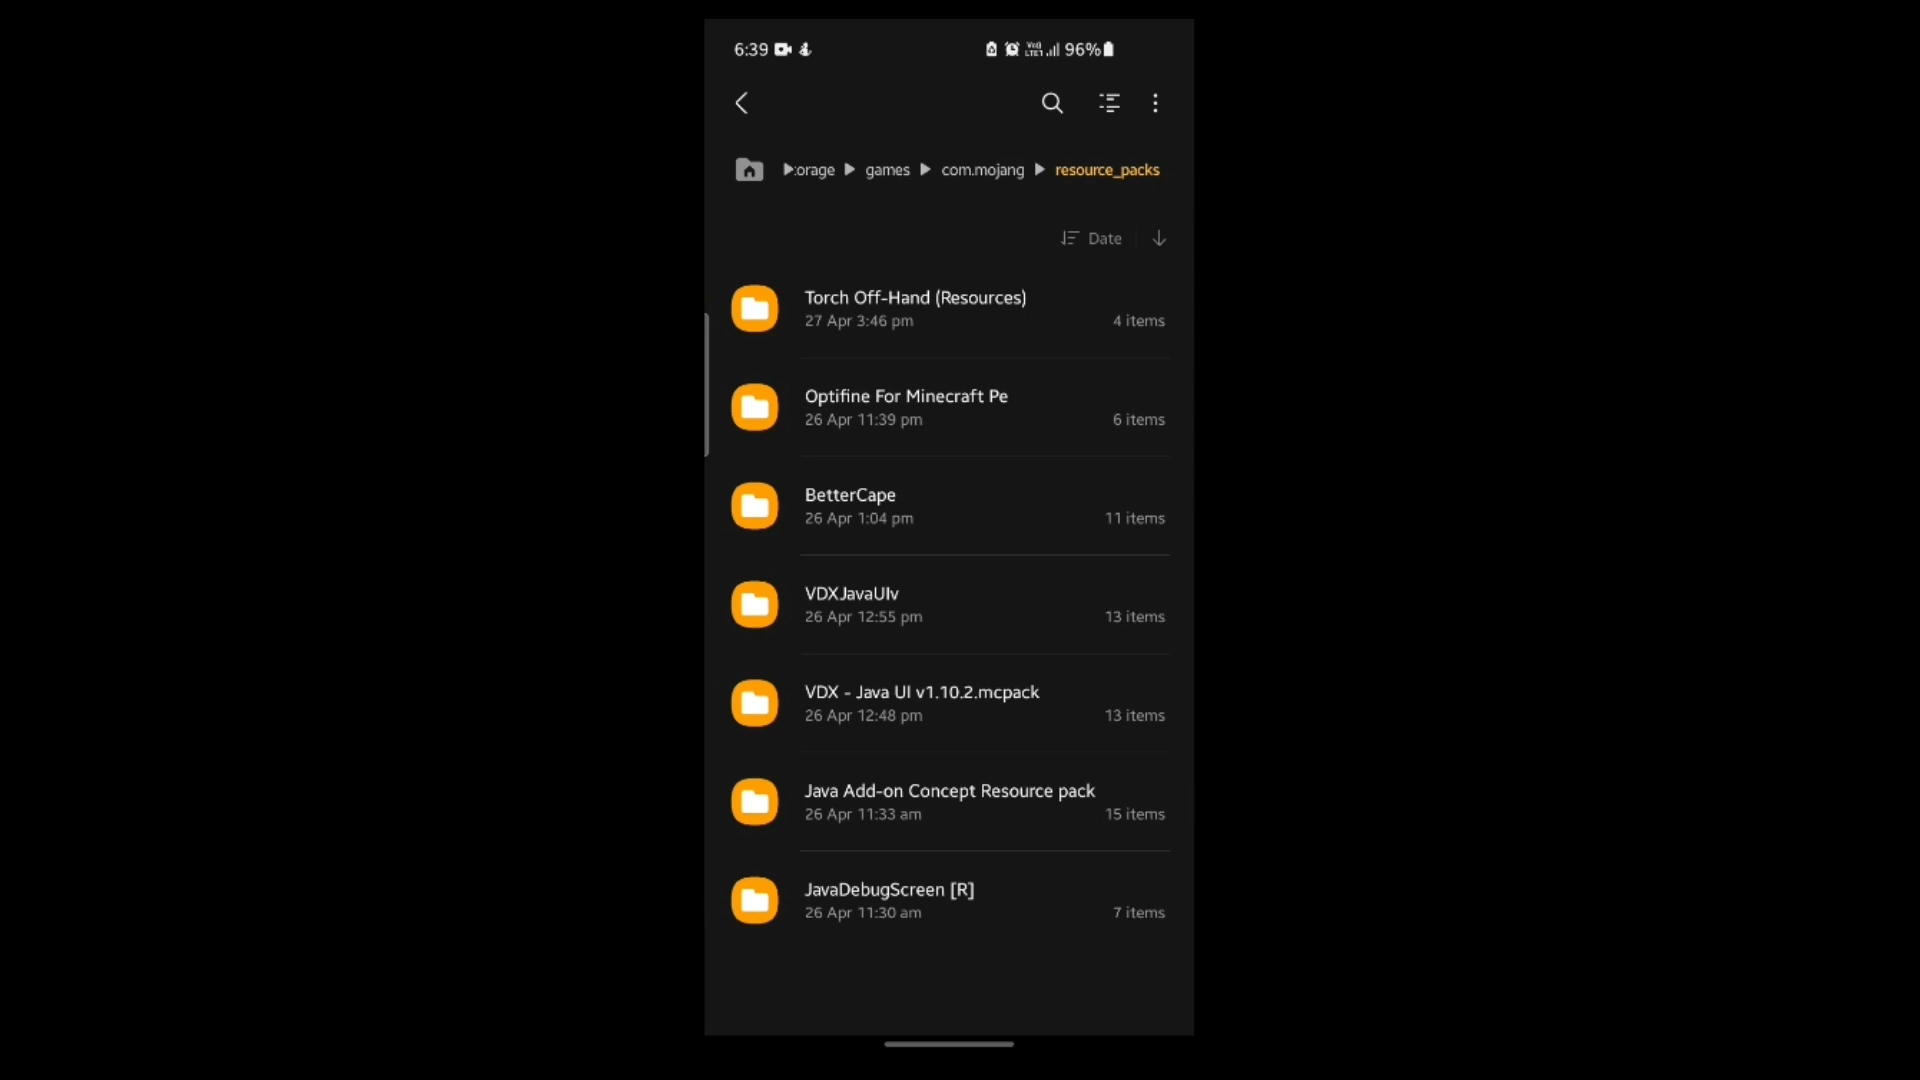 6:39 96%
orage games com.mojang resource_packs
Date
Torch Off-Hand (Resources)
27 Apr 3:46 pm 4 items
Optifine For Minecraft Pe
26 Apr 11:39 pm 6 items
BetterCape
26 Apr 1:04 pm 11 items
VDXJavaUIv
26 Apr 12:55 pm 13 items
VDX - Java UI v1.10.2.mcpack
26 Apr 12:48 pm 13 items
Java Add-on Concept Resource pack
26 Apr 11:33 am 15 items
JavaDebugScreen [R]
26 Apr 11:30 am 7 items